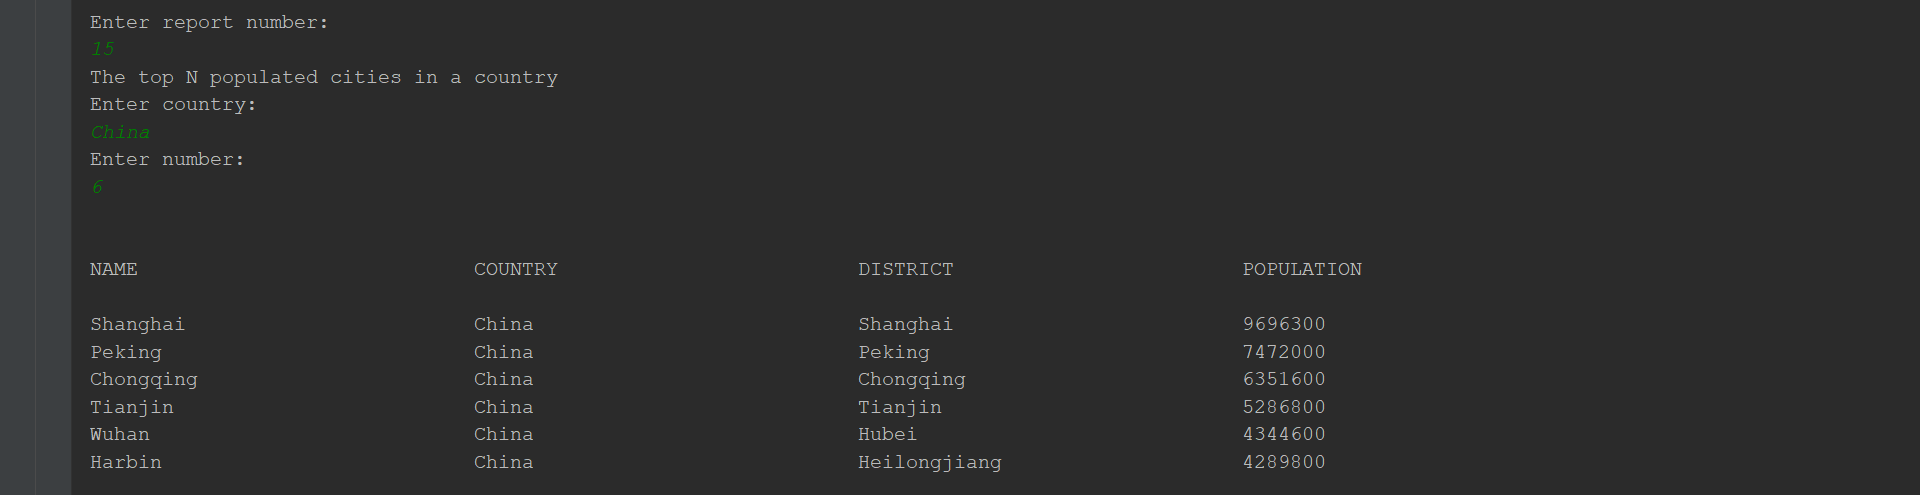 Enter report number:
15
The top N populated cities in a country
Enter country:
China
Enter number:
6
NAME COUNTRY DISTRICT POPULATION
Shanghai China Shanghai 9696300
Peking China Peking 7472000
Chongqing China Chongqing 6351600
Tianjin China Tianjin 5286800
Wuhan China Hubei 4344600
Harbin China Heilongjiang 4289800